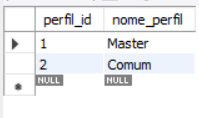 perfil_id nome_perfil
1 Master
2 Comum
NULL NULL